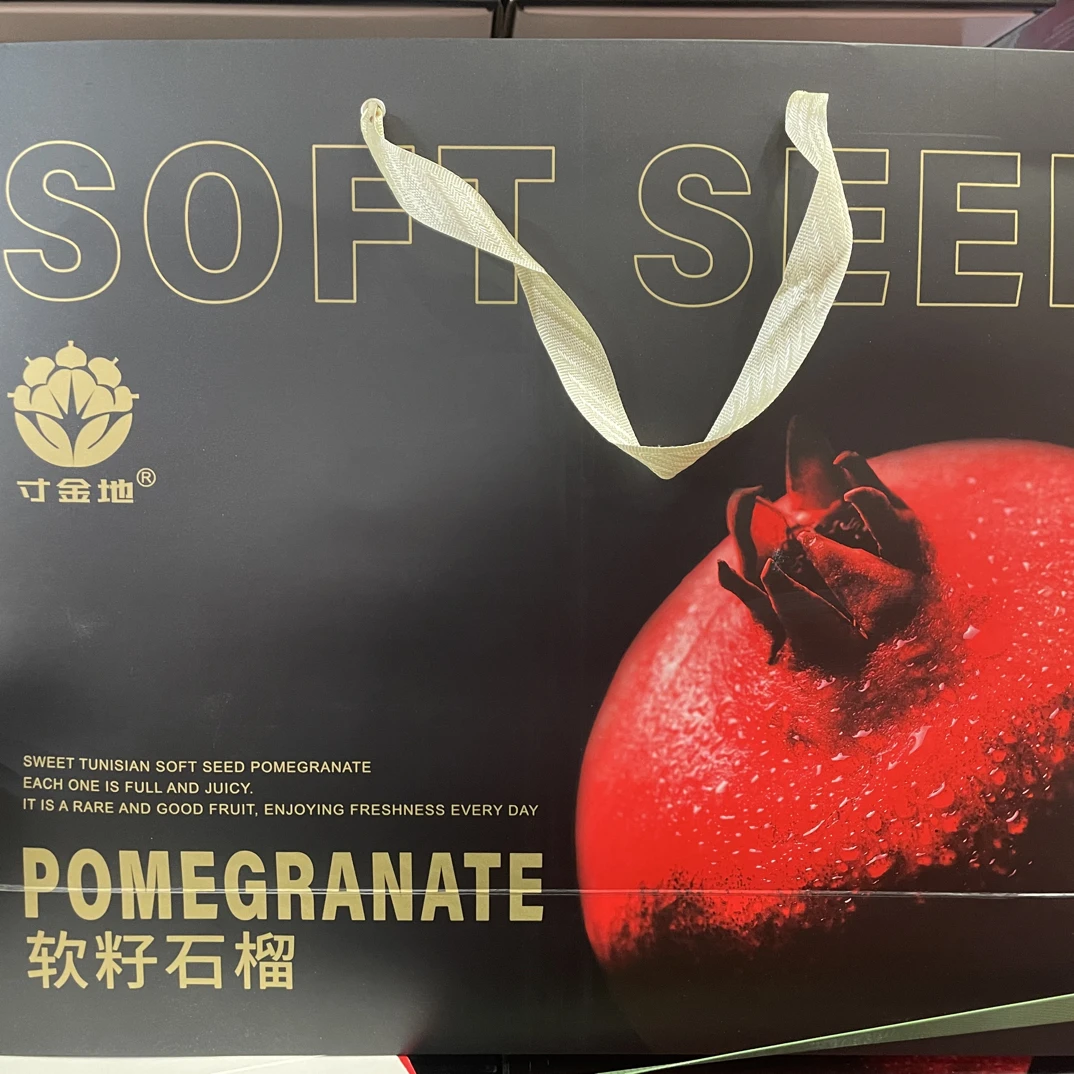 SOFT SEE
寸金地®
SWEET TUNISIAN SOFT SEED POMEGRANATE
EACH ONE IS FULL AND JUICY.
IT IS A RARE AND GOOD FRUIT, ENJOYING FRESHNESS EVERY DAY
POMEGRANATE
软籽石榴